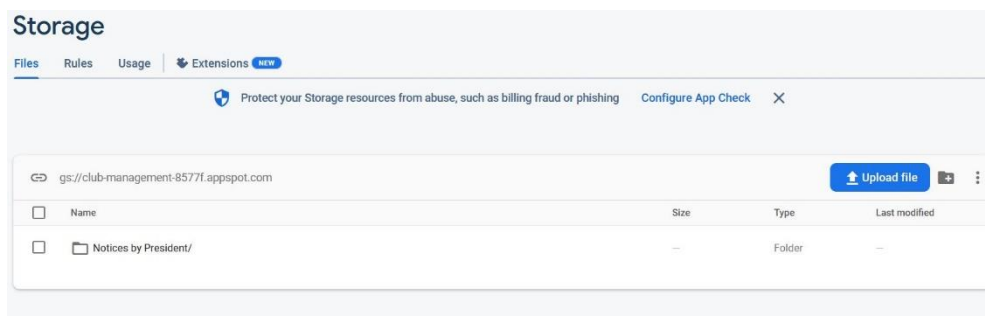 Storage
Files Rules Usage Extensions NEW
Protect your Storage resources from abuse, such as billing fraud or phishing Configure App Check
gs://club-management-8577f.appspot.com Upload file
Name Size Type Last modified
Notices by President/ — Folder —